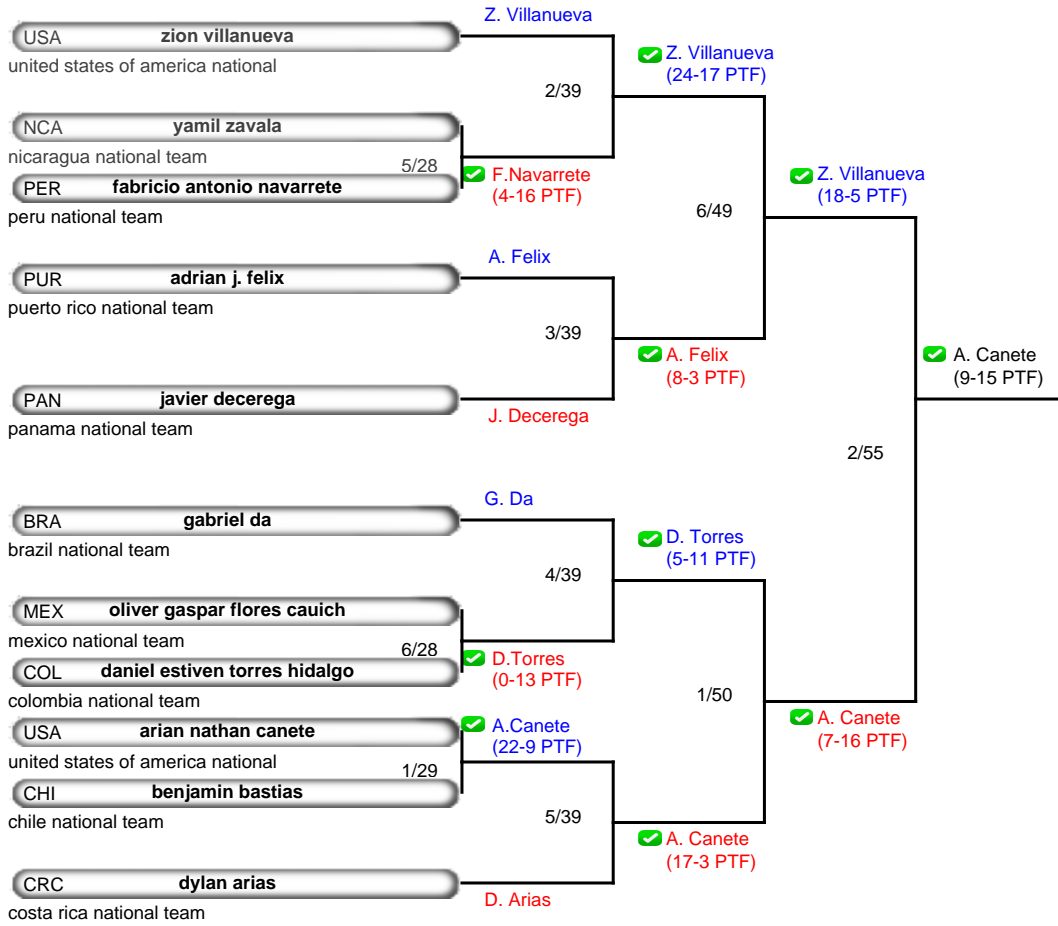 Z. Villanueva
USA zion villanueva
united states of america national
Z. Villanueva
(24-17 PTF)
2/39
NCA yamil zavala
nicaragua national team
5/28
F.Navarrete
(4-16 PTF)
PER fabricio antonio navarrete
peru national team
Z. Villanueva
(18-5 PTF)
6/49
A. Felix
PUR adrian j. felix
puerto rico national team
3/39
A. Felix
(8-3 PTF)
A. Canete
(9-15 PTF)
PAN javier decerega
J. Decerega
panama national team
2/55
G. Da
BRA gabriel da
brazil national team
D. Torres
(5-11 PTF)
4/39
MEX oliver gaspar flores cauich
mexico national team
6/28
D.Torres
(0-13 PTF)
COL daniel estiven torres hidalgo
colombia national team
1/50
A. Canete
(7-16 PTF)
USA arian nathan canete
A.Canete
(22-9 PTF)
united states of america national
1/29
CHI benjamin bastias
chile national team
5/39
A. Canete
(17-3 PTF)
CRC dylan arias
D. Arias
costa rica national team